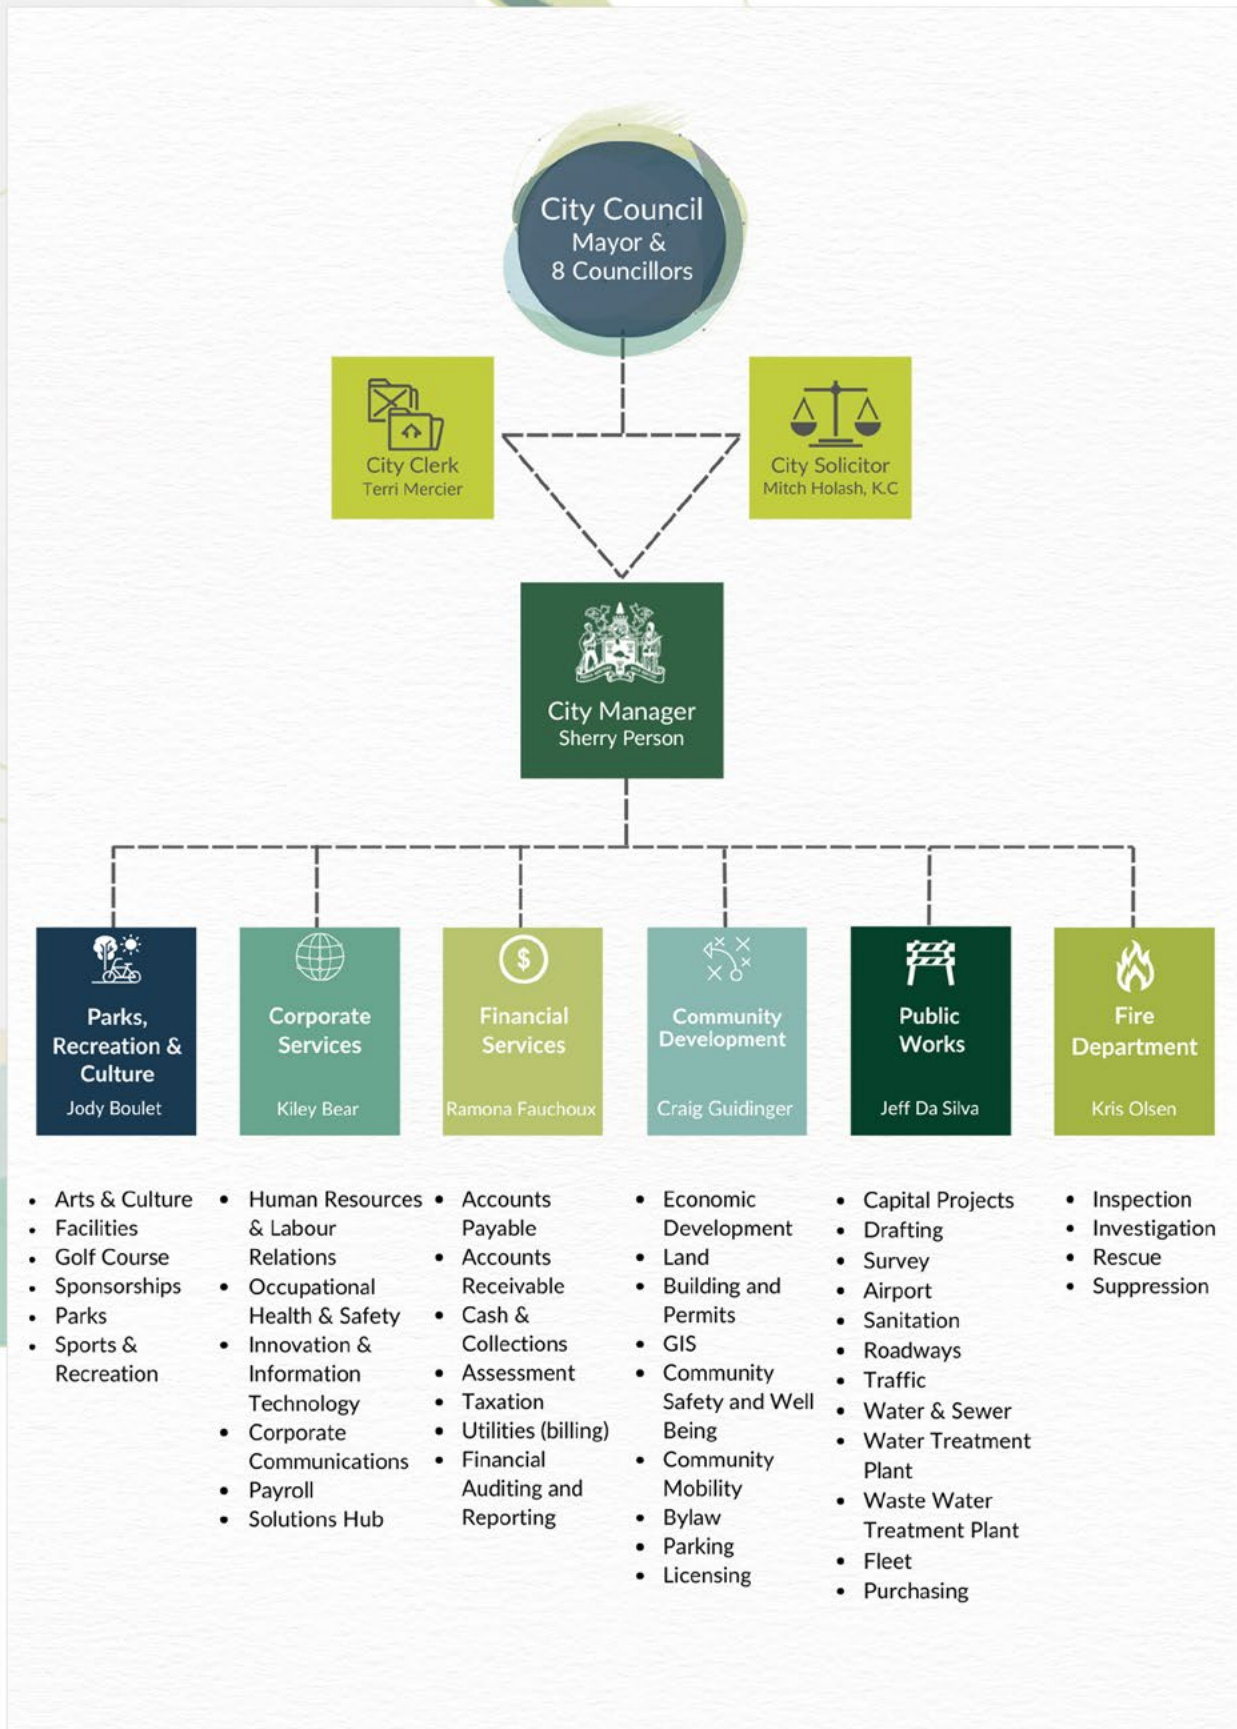 City Council
Mayor &
8 Councillors
City Clerk
Terri Mercier
City Solicitor
Mitch Holash, K.C
City Manager
Sherry Person
Parks,
Recreation &
Culture
Jody Boulet
Corporate
Services
Kiley Bear
$
Financial
Services
Ramona Fauchoux
Community
Development
Craig Guidinger
Public
Works
Jeff Da Silva
Fire
Department
Kris Olsen
• Arts & Culture
• Facilities
• Golf Course
• Sponsorships
• Parks
• Sports &
Recreation
• Human Resources
& Labour
Relations
• Occupational
Health & Safety
• Innovation &
Information
Technology
• Corporate
Communications
• Payroll
• Solutions Hub
• Accounts
Payable
• Accounts
Receivable
• Cash &
Collections
• Assessment
• Taxation
• Utilities (billing)
• Financial
Auditing and
Reporting
• Economic
Development
• Land
• Building and
Permits
• GIS
• Community
Safety and Well
Being
• Community
Mobility
• Bylaw
• Parking
• Licensing
• Capital Projects
• Drafting
• Survey
• Airport
• Sanitation
• Roadways
• Traffic
• Water & Sewer
• Water Treatment
Plant
• Waste Water
Treatment Plant
• Fleet
• Purchasing
• Inspection
• Investigation
• Rescue
• Suppression